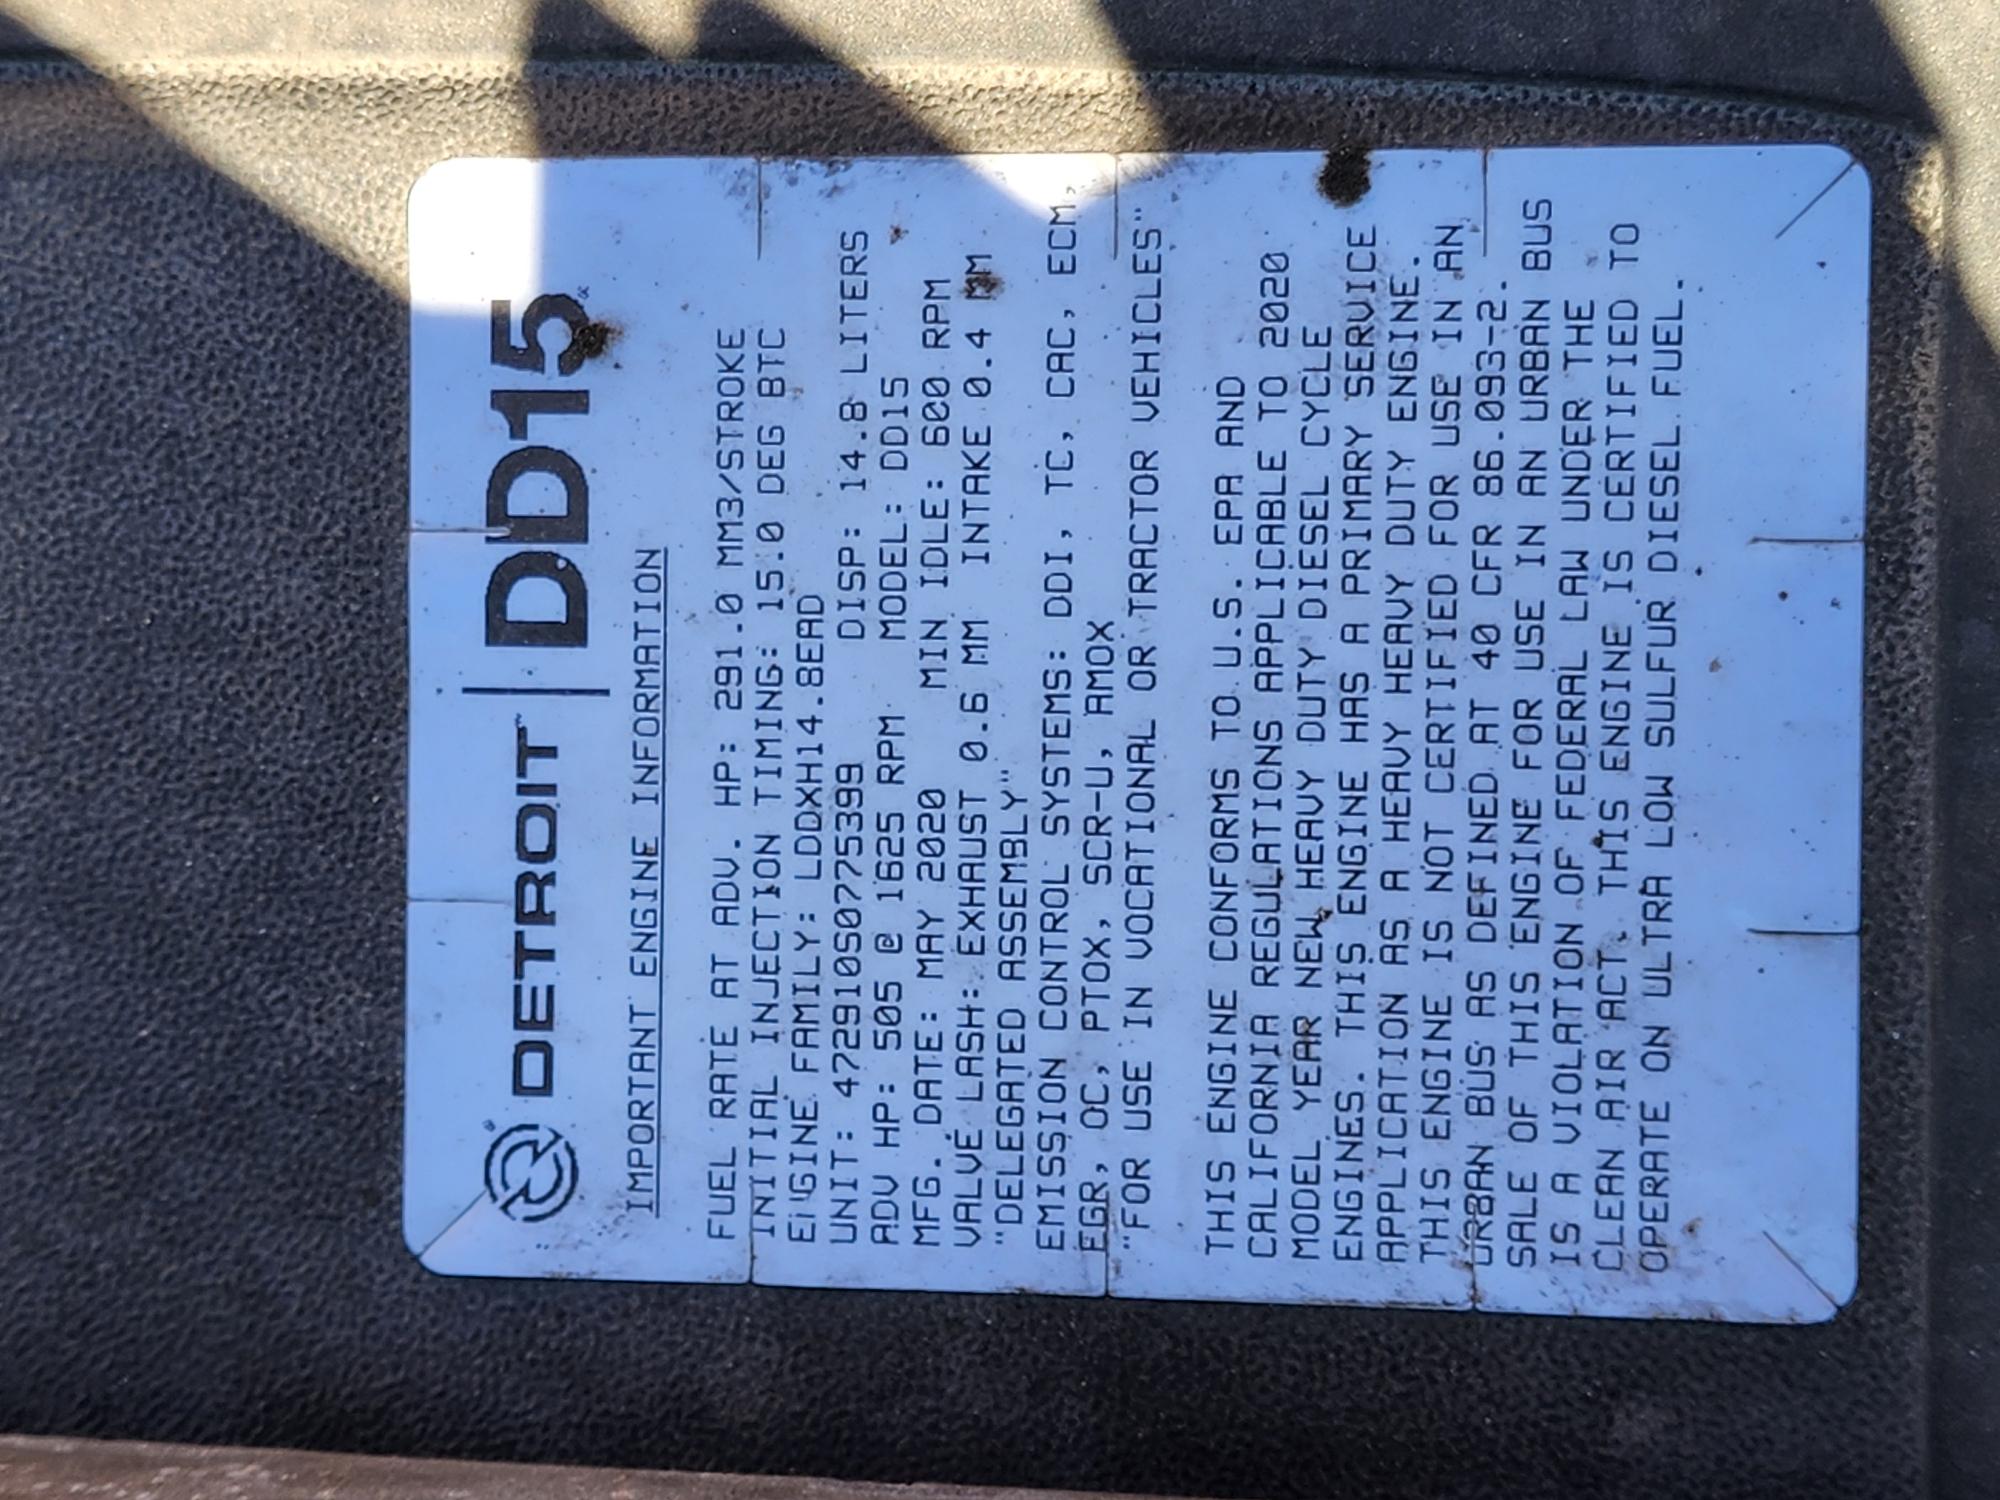 DETROIT™ DD15
IMPORTANT ENGINE INFORMATION
FUEL RATE AT ADV. HP: 291.0 MM3/STROKE
INITIAL INJECTION TIMING: 15.0 DEG BTC
ENGINE FAMILY: LDDXH14.8EAD
UNIT: 472910S0775399 DISP: 14.8 LITERS
ADV HP: 505 @ 1625 RPM MODEL: DD15
MFG. DATE: MAY 2020 MIN IDLE: 600 RPM
VALVE LASH: EXHAUST 0.6 MM INTAKE 0.4 MM
"DELEGATED ASSEMBLY"
EMISSION CONTROL SYSTEMS: DDI, TC, CAC, ECM,
EGR, OC, PTOX, SCR-U, AMOX
"FOR USE IN VOCATIONAL OR TRACTOR VEHICLES"
THIS ENGINE CONFORMS TO U.S. EPA AND
CALIFORNIA REGULATIONS APPLICABLE TO 2020
MODEL YEAR NEW HEAVY DUTY DIESEL CYCLE
ENGINES. THIS ENGINE HAS A PRIMARY SERVICE
APPLICATION AS A HEAVY HEAVY DUTY ENGINE.
THIS ENGINE IS NOT CERTIFIED FOR USE IN AN
URBAN BUS AS DEFINED AT 40 CFR 86.093-2.
SALE OF THIS ENGINE FOR USE IN AN URBAN BUS
IS A VIOLATION OF FEDERAL LAW UNDER THE
CLEAN AIR ACT. THIS ENGINE IS CERTIFIED TO
OPERATE ON ULTRA LOW SULFUR DIESEL FUEL.